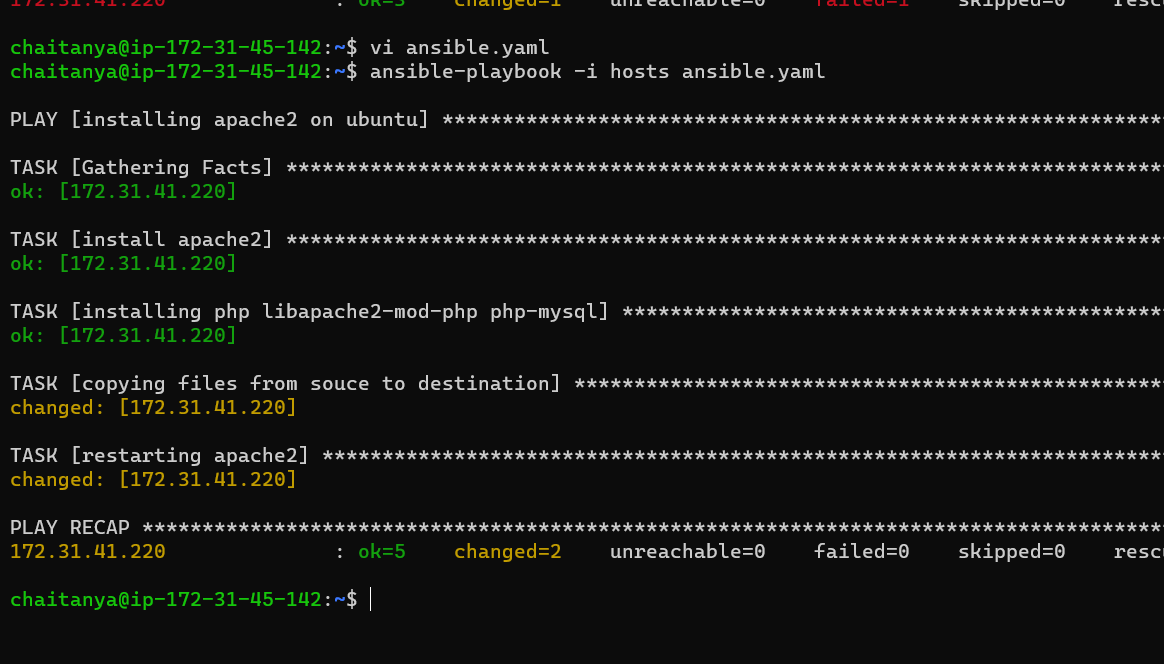 172.31.41.220 : ok=3 changed=1 unreachable=0 failed=1 skipped=0 resc
chaitanya@ip-172-31-45-142:~$ vi ansible.yaml
chaitanya@ip-172-31-45-142:~$ ansible-playbook -i hosts ansible.yaml
PLAY [installing apache2 on ubuntu] ************************************************************
TASK [Gathering Facts] *************************************************************************
ok: [172.31.41.220]
TASK [install apache2] *************************************************************************
ok: [172.31.41.220]
TASK [installing php libapache2-mod-php php-mysql] *********************************************
ok: [172.31.41.220]
TASK [copying files from souce to destination] *************************************************
changed: [172.31.41.220]
TASK [restarting apache2] **********************************************************************
changed: [172.31.41.220]
PLAY RECAP *************************************************************************************
172.31.41.220 : ok=5 changed=2 unreachable=0 failed=0 skipped=0 resc
chaitanya@ip-172-31-45-142:~$